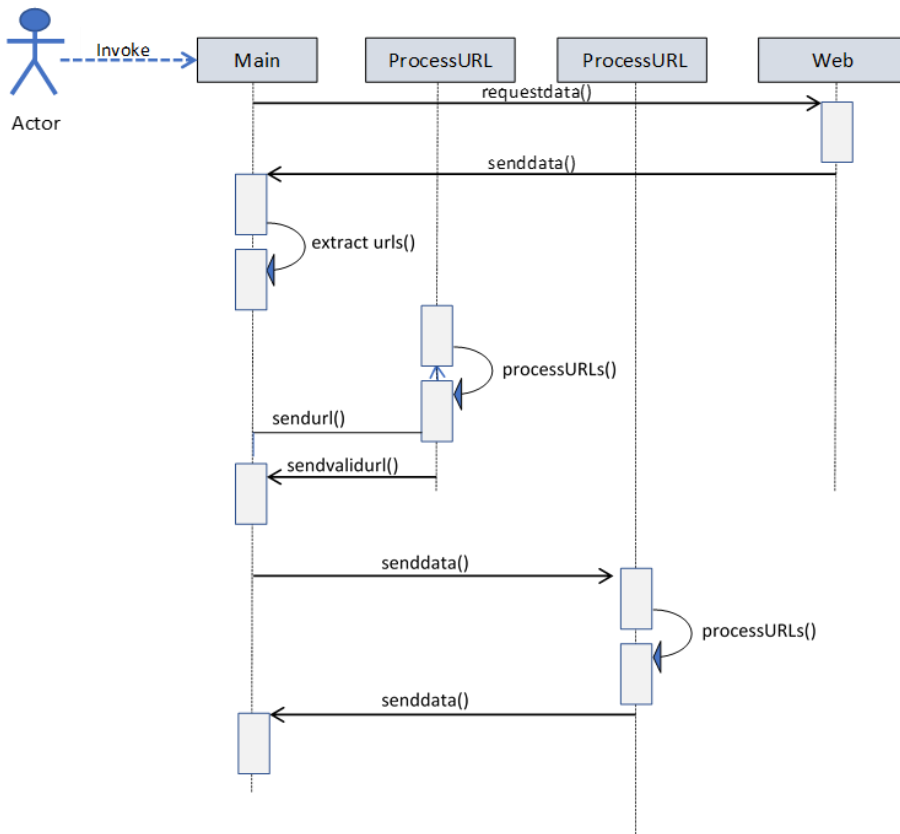 Invoke
Main
ProcessURL
ProcessURL
Web
Actor
requestdata()
senddata()
extract urls()
processURLs()
sendurl()
sendvalidurl()
senddata()
processURLs()
senddata()